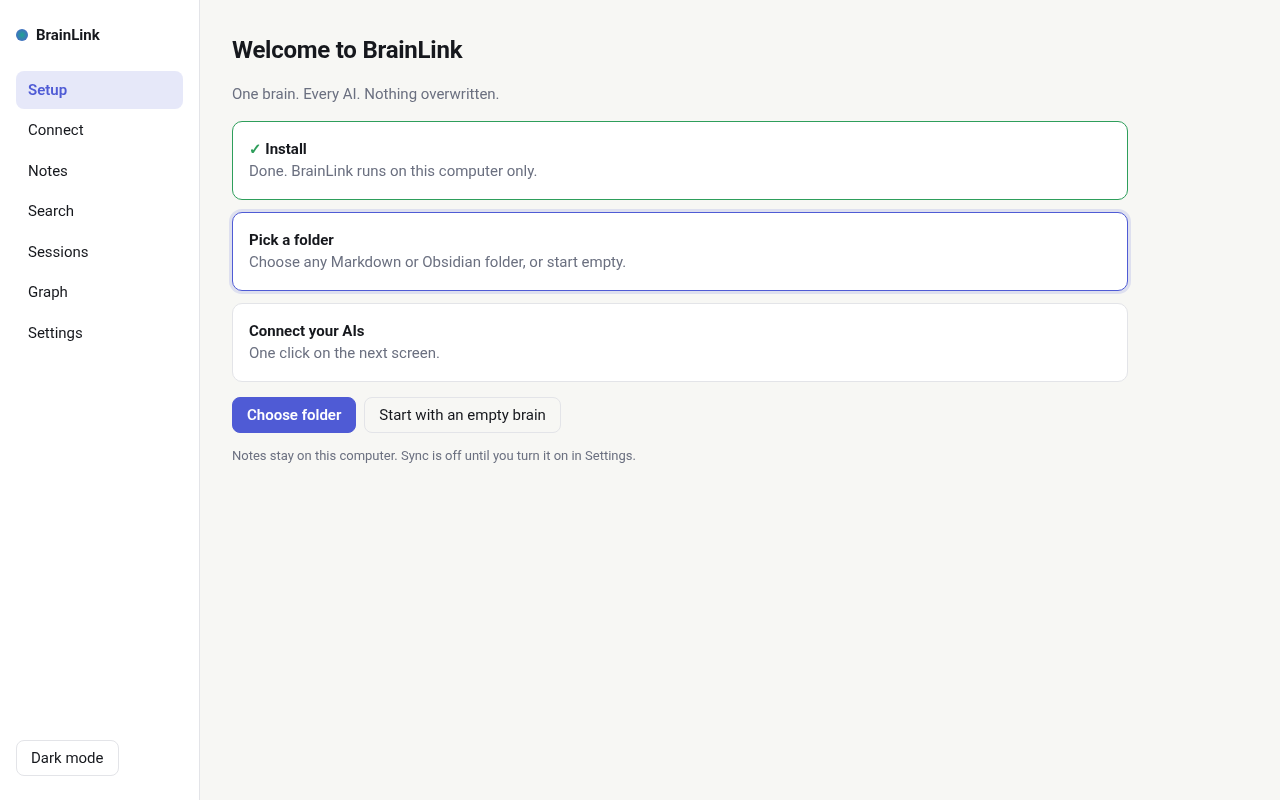 BrainLink
Setup
Connect
Notes
Search
Sessions
Graph
Settings
Dark mode
Welcome to BrainLink
One brain. Every AI. Nothing overwritten.
✓ Install
Done. BrainLink runs on this computer only.
Pick a folder
Choose any Markdown or Obsidian folder, or start empty.
Connect your AIs
One click on the next screen.
Choose folder
Start with an empty brain
Notes stay on this computer. Sync is off until you turn it on in Settings.